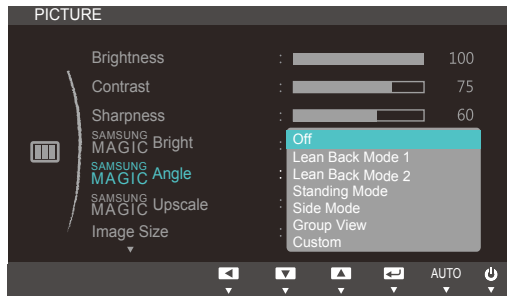 PICTURE
Brightness : 100
Contrast : 75
Sharpness : 60
SAMSUNG MAGIC Bright :
SAMSUNG MAGIC Angle :
SAMSUNG MAGIC Upscale :
Image Size :
Off
Lean Back Mode 1
Lean Back Mode 2
Standing Mode
Side Mode
Group View
Custom
AUTO